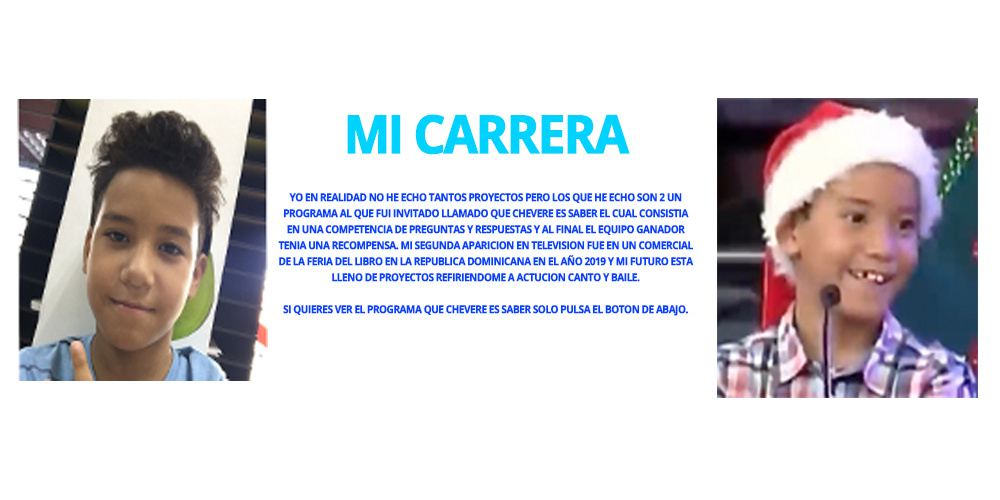 MI CARRERA
YO EN REALIDAD NO HE ECHO TANTOS PROYECTOS PERO LOS QUE HE ECHO SON 2 UN
PROGRAMA AL QUE FUI INVITADO LLAMADO QUE CHEVERE ES SABER EL CUAL CONSISTIA
EN UNA COMPETENCIA DE PREGUNTAS Y RESPUESTAS Y AL FINAL EL EQUIPO GANADOR
TENIA UNA RECOMPENSA. MI SEGUNDA APARICION EN TELEVISION FUE EN UN COMERCIAL
DE LA FERIA DEL LIBRO EN LA REPUBLICA DOMINICANA EN EL AÑO 2019 Y MI FUTURO ESTA
LLENO DE PROYECTOS REFIRIENDOME A ACTUCION CANTO Y BAILE.
SI QUIERES VER EL PROGRAMA QUE CHEVERE ES SABER SOLO PULSA EL BOTON DE ABAJO.